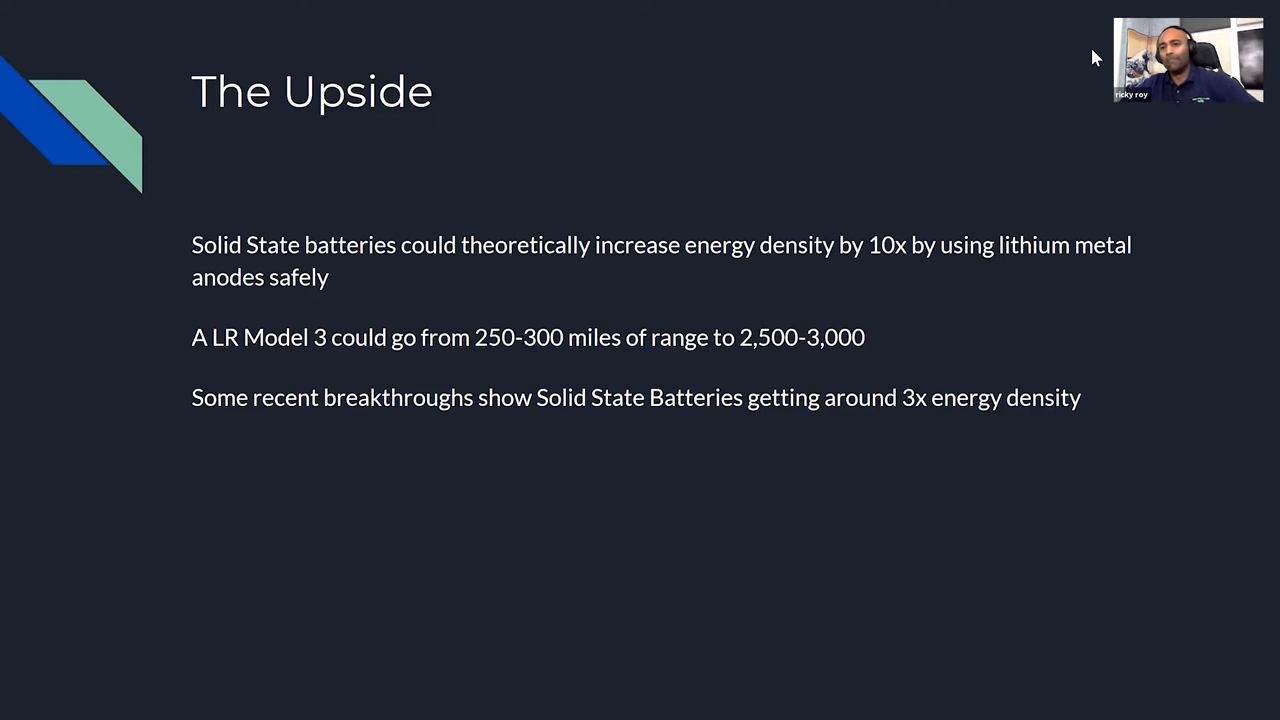 The Upside
ricky roy
Solid State batteries could theoretically increase energy density by 10x by using lithium metal
anodes safely
A LR Model 3 could go from 250-300 miles of range to 2,500-3,000
Some recent breakthroughs show Solid State Batteries getting around 3x energy density